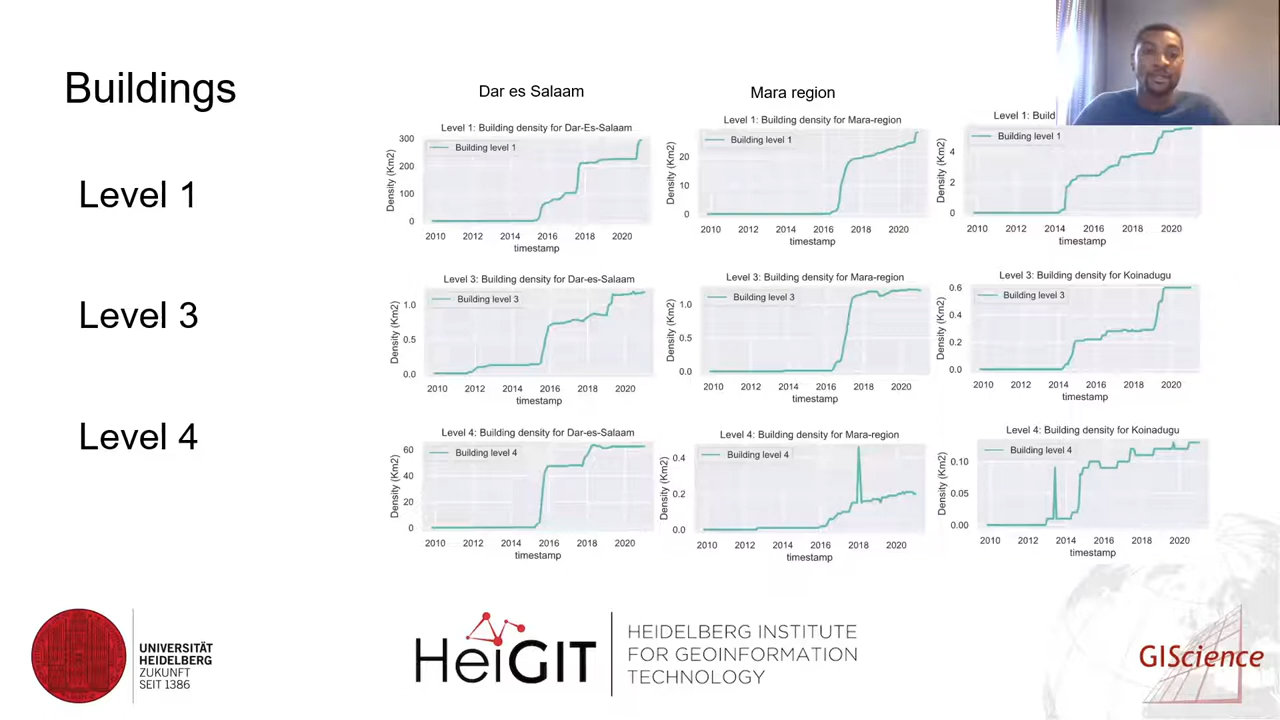 Buildings
Dar es Salaam
Mara region
Level 1
Level 1: Building density for Dar-Es-Salaam
Building level 1
Density (Km2)
300
200
100
0
2010 2012 2014 2016 2018 2020
timestamp
Level 1: Building density for Mara-region
Building level 1
Density (Km2)
20
10
0
2010 2012 2014 2016 2018 2020
timestamp
Level 1: Build
Building level 1
Density (Km2)
4
2
0
2010 2012 2014 2016 2018 2020
timestamp
Level 3
Level 3: Building density for Dar-es-Salaam
Building level 3
Density (Km2)
1.0
0.5
0.0
2010 2012 2014 2016 2018 2020
timestamp
Level 3: Building density for Mara-region
Building level 3
Density (Km2)
1.0
0.5
0.0
2010 2012 2014 2016 2018 2020
timestamp
Level 3: Building density for Koinadugu
Building level 3
Density (Km2)
0.6
0.4
0.2
0.0
2010 2012 2014 2016 2018 2020
timestamp
Level 4
Level 4: Building density for Dar-es-Salaam
Building level 4
Density (Km2)
60
40
20
0
2010 2012 2014 2016 2018 2020
timestamp
Level 4: Building density for Mara-region
Building level 4
Density (Km2)
0.4
0.2
0.0
2010 2012 2014 2016 2018 2020
timestamp
Level 4: Building density for Koinadugu
Building level 4
Density (Km2)
0.10
0.05
0.00
2010 2012 2014 2016 2018 2020
timestamp
UNIVERSITÄT
HEIDELBERG
ZUKUNFT
SEIT 1386
HeiGIT
HEIDELBERG INSTITUTE
FOR GEOINFORMATION
TECHNOLOGY
GIScience